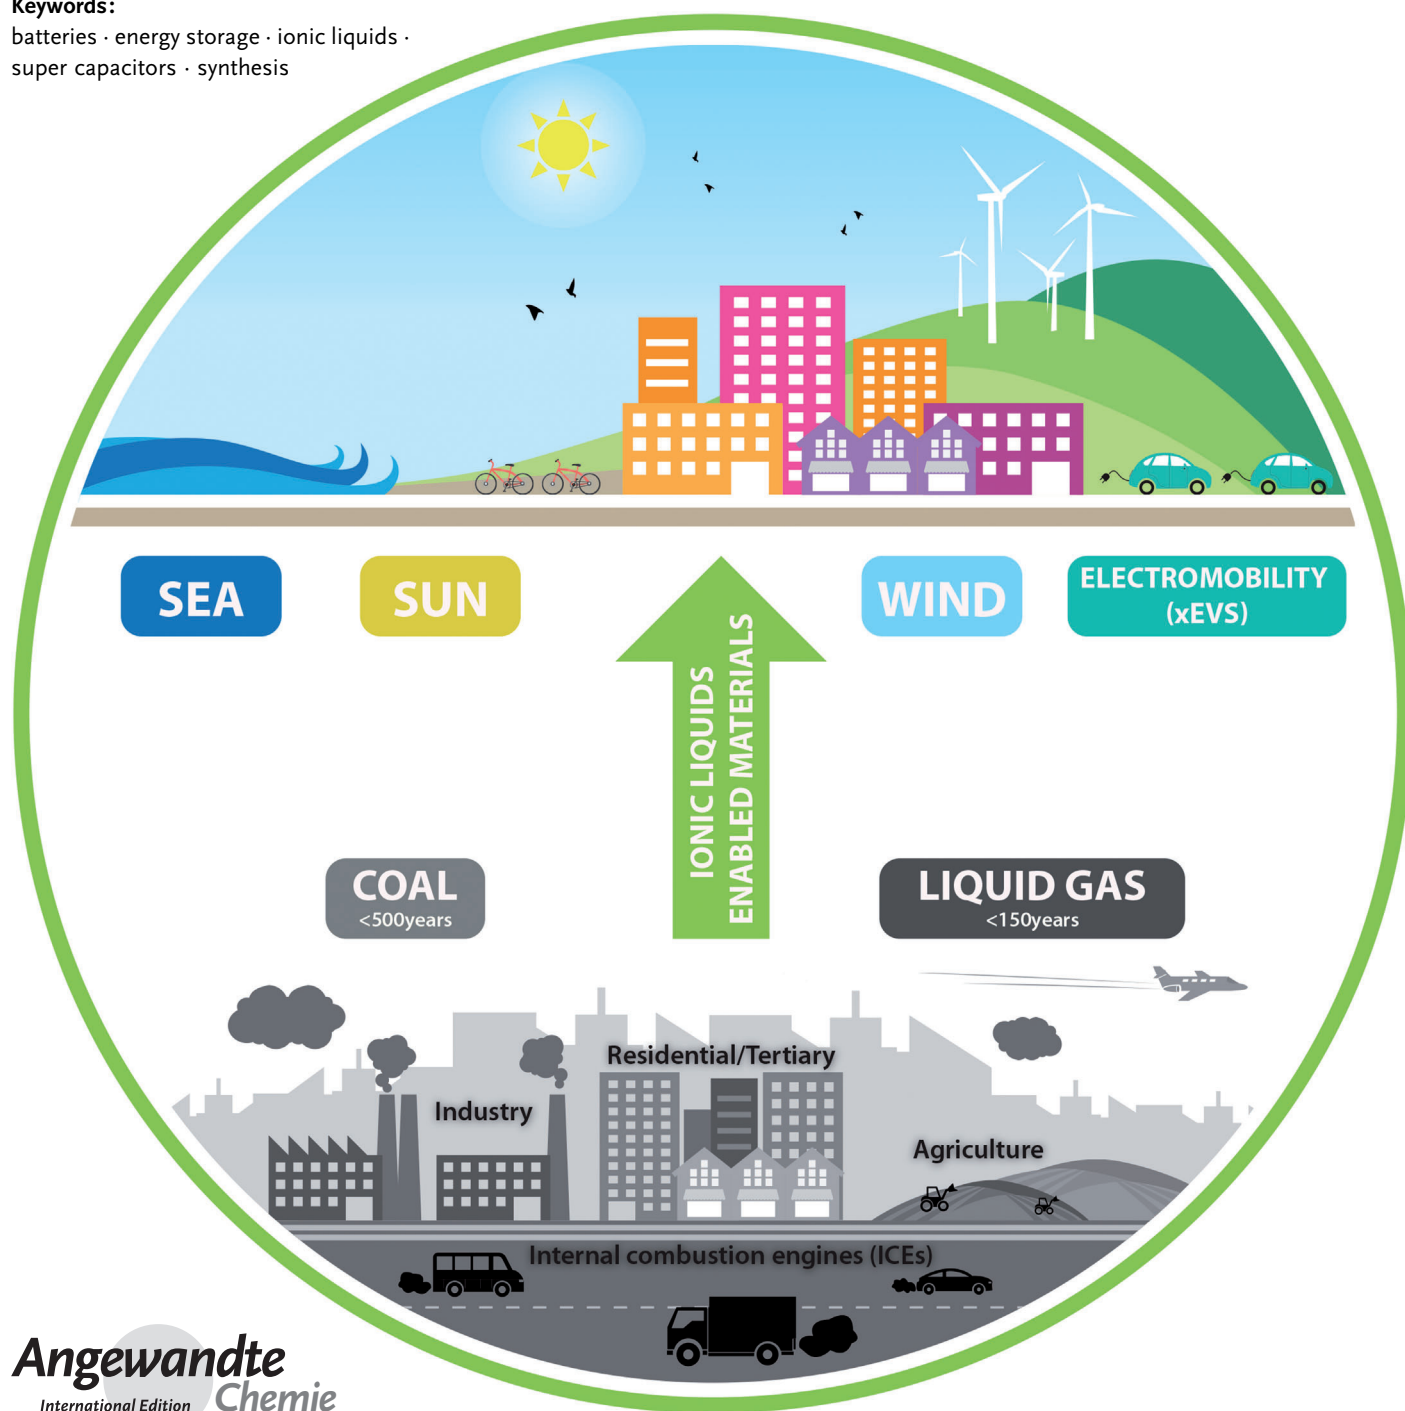 Keywords:
batteries · energy storage · ionic liquids ·
super capacitors · synthesis
SEA
SUN
WIND
ELECTROMOBILITY
(xEVS)
IONIC LIQUIDS
ENABLED MATERIALS
COAL
<500years
LIQUID GAS
<150years
Residential/Tertiary
Industry
Agriculture
Internal combustion engines (ICEs)
Angewandte
International Edition Chemie